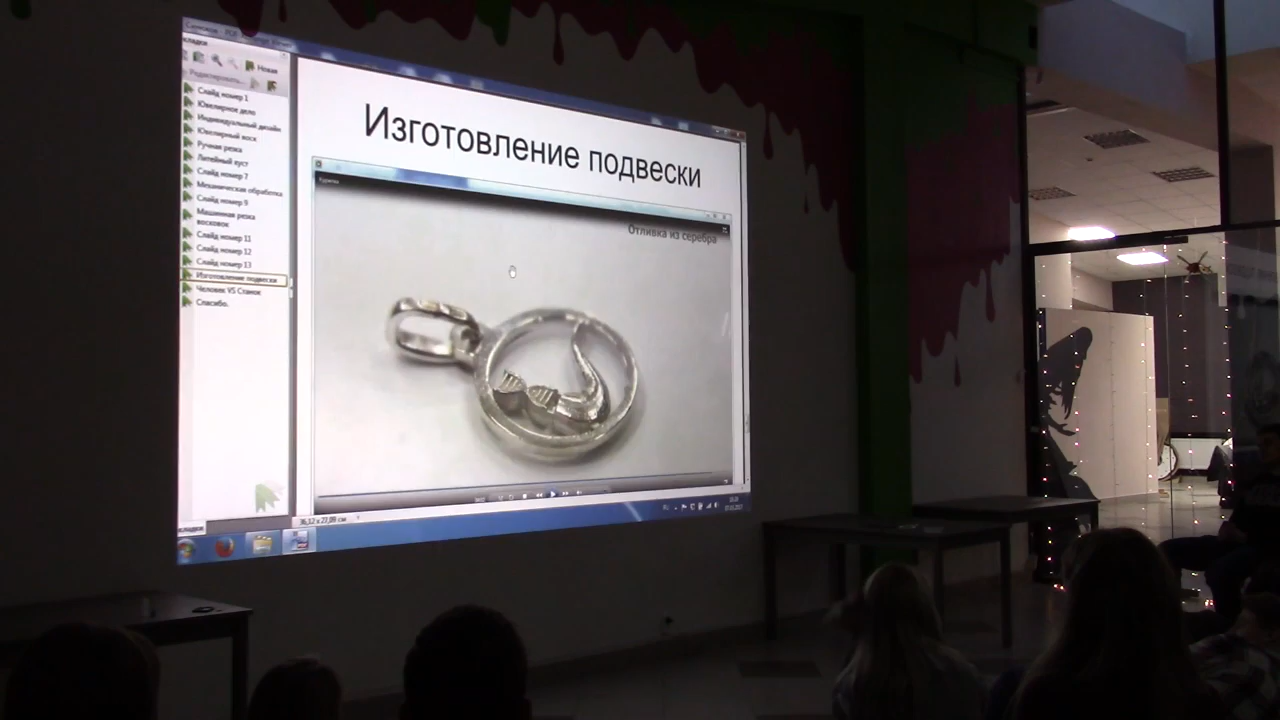 Новая
Редактировать...
Слайд номер 1
Ювелирное дело
Индивидуальный дизайн
Ювелирный воск
Ручная резка
Литейный куст
Слайд номер 7
Механическая обработка
Слайд номер 9
Машинная резка
восковок
Слайд номер 11
Слайд номер 12
Слайд номер 13
Изготовление подвески
Человек VS Станок
Спасибо.
Изготовление подвески
Отливка из серебра